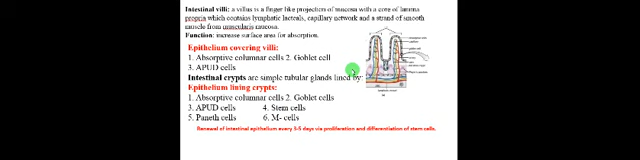 Intestinal villi: a villus is a finger like projection of mucosa with a core of lamina
propria which contains lymphatic lacteals, capillary network and a strand of smooth
muscle from muscularis mucosa.
Function: increase surface area for absorption.
Epithelium covering villi:
1. Absorptive columnar cells 2. Goblet cell
3. APUD cells
Intestinal crypts are simple tubular glands lined by:
Epithelium lining crypts:
1. Absorptive columnar cells 2. Goblet cells
3. APUD cells 4. Stem cells
5. Paneth cells 6. M- cells
Renewal of intestinal epithelium every 3-5 days via proliferation and differentiation of stem cells.